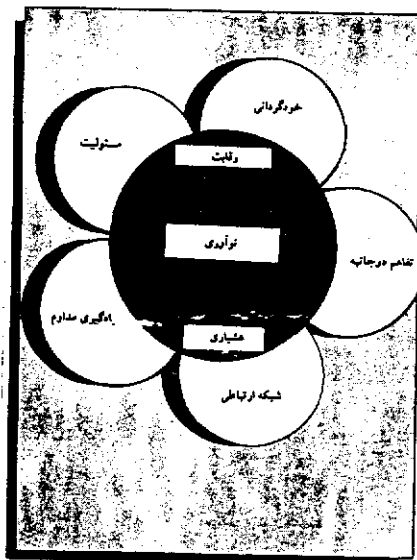 خودگردانی
مسئولیت
رقابت
نوآوری
تفاهم دوجانبه
یادگیری مداوم
هشیاری
شبکه ارتباطی